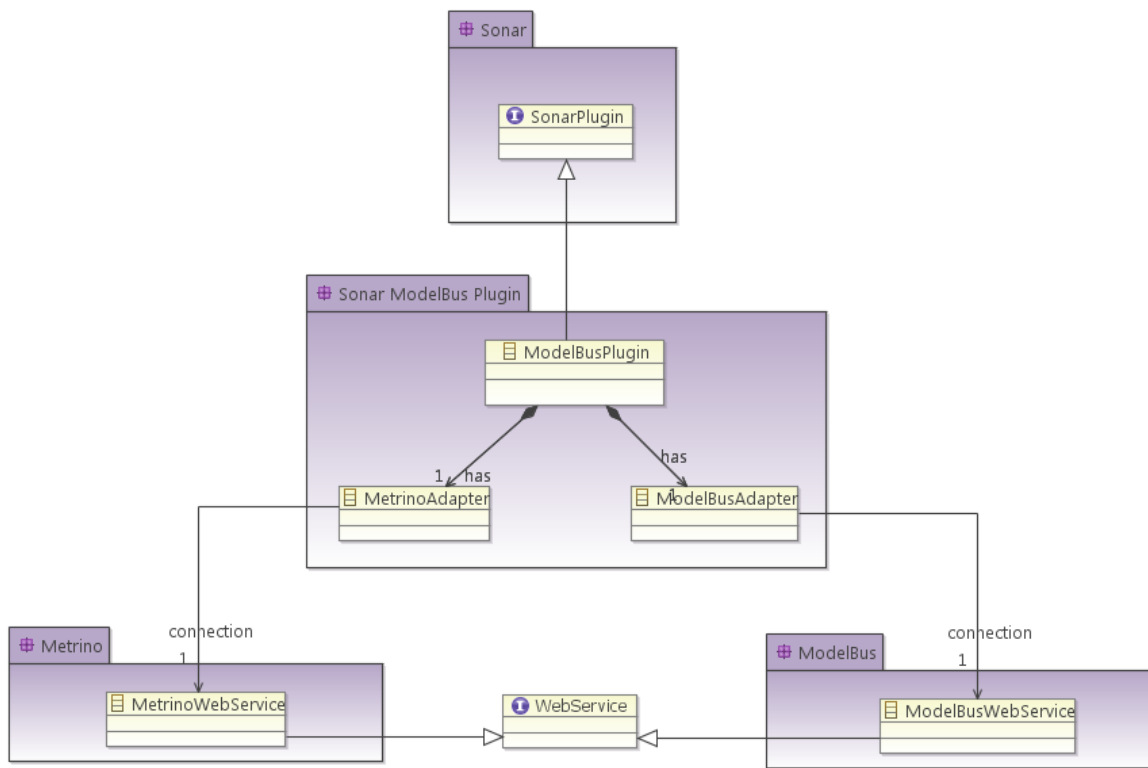 Sonar
SonarPlugin
Sonar ModelBus Plugin
ModelBusPlugin
has
1
has
1
MetrinoAdapter
ModelBusAdapter
connection
1
connection
1
Metrino
ModelBus
MetrinoWebService
WebService
ModelBusWebService